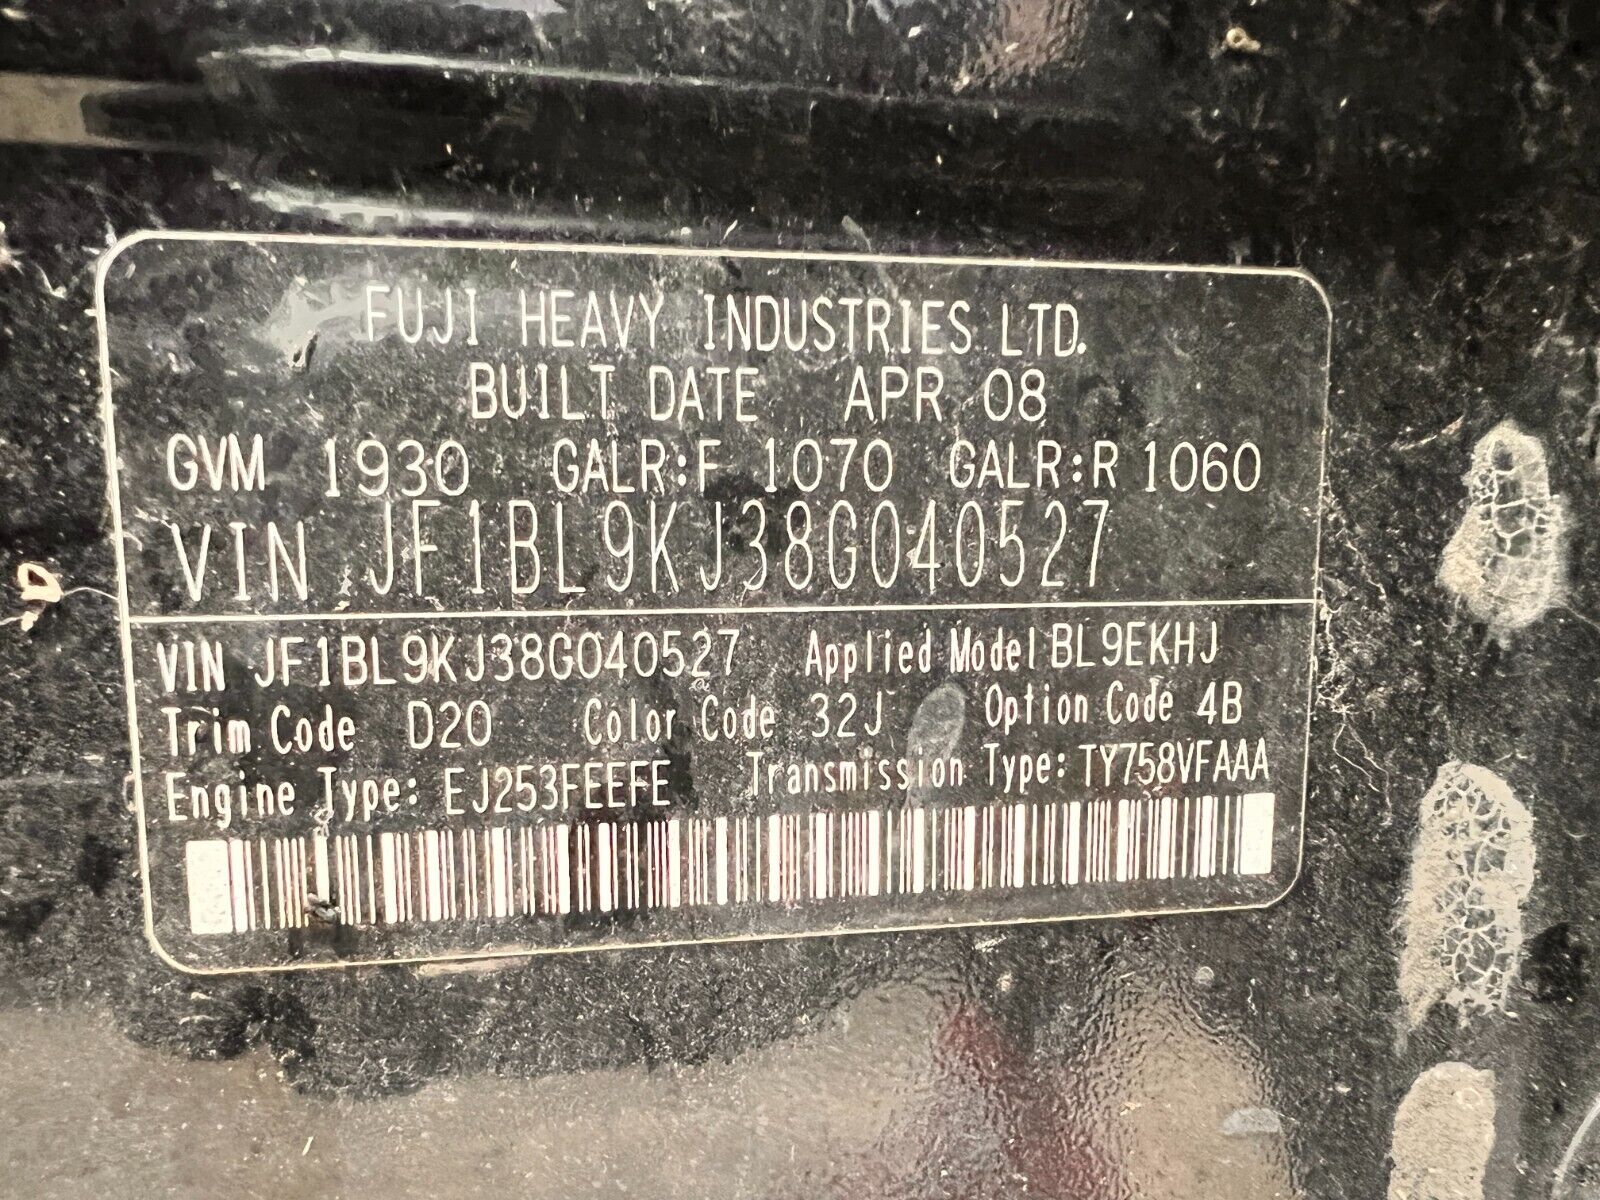 FUJI HEAVY INDUSTRIES LTD.
BUILT DATE APR 08
GVM 1930 GALR:F 1070 GALR:R 1060
VIN JF1BL9KJ38G040527
VIN JF1BL9KJ38G040527 Applied Model BL9EKHJ
Trim Code D20 Color Code 32J Option Code 4B
Engine Type: EJ253FEEFE Transmission Type: TY758VFAAA